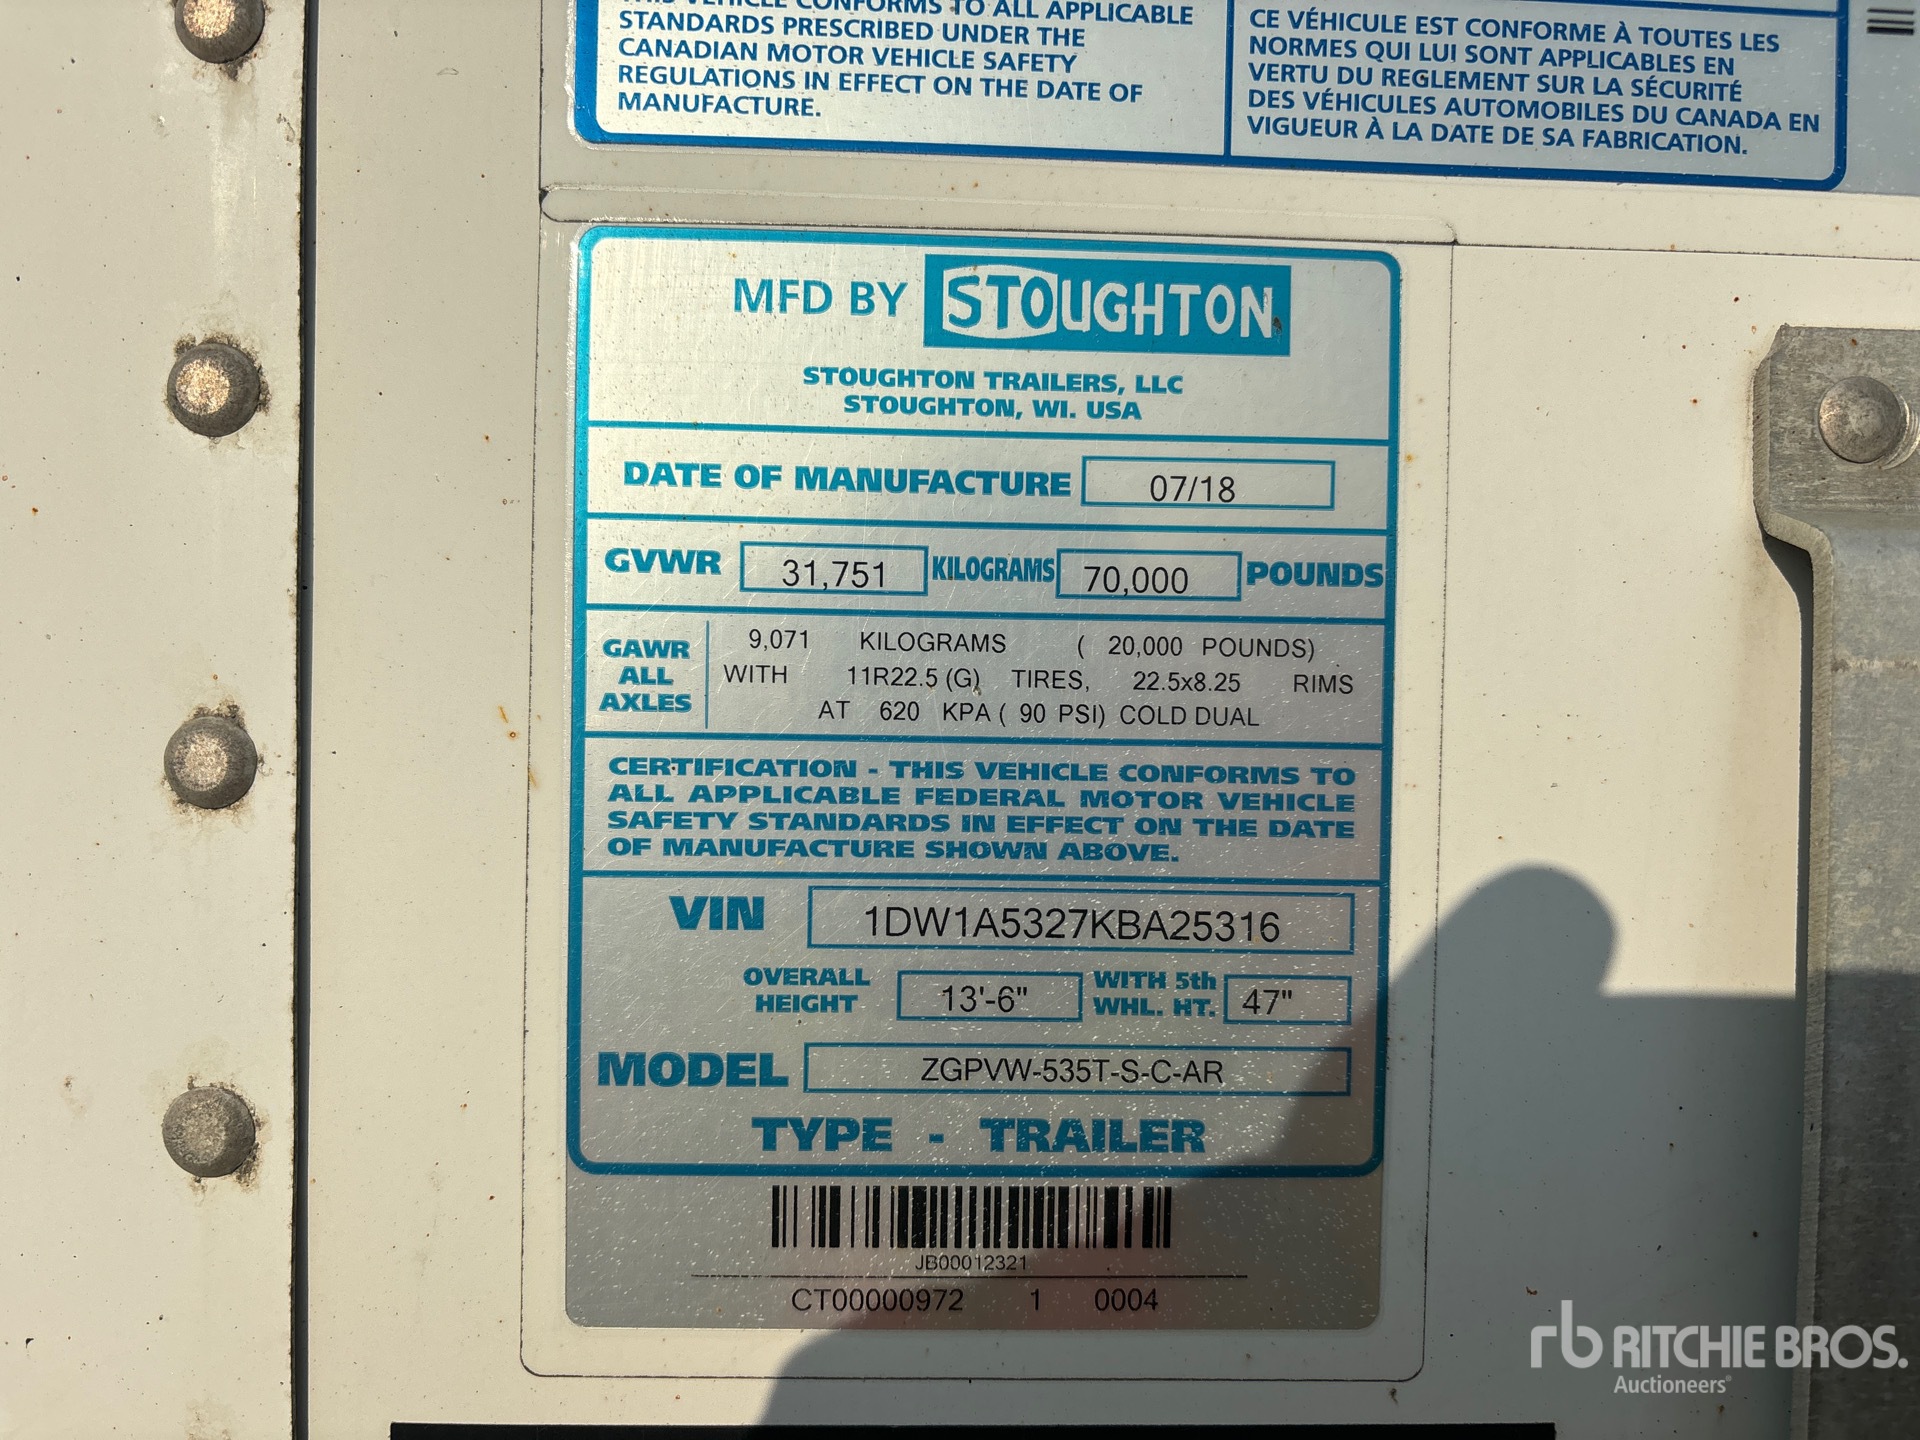 THIS VEHICLE CONFORMS TO ALL APPLICABLE
STANDARDS PRESCRIBED UNDER THE
CANADIAN MOTOR VEHICLE SAFETY
REGULATIONS IN EFFECT ON THE DATE OF
MANUFACTURE.
CE VÉHICULE EST CONFORME À TOUTES LES
NORMES QUI LUI SONT APPLICABLES EN
VERTU DU REGLEMENT SUR LA SÉCURITÉ
DES VÉHICULES AUTOMOBILES DU CANADA EN
VIGUEUR À LA DATE DE SA FABRICATION.
MFD BY STOUGHTON
STOUGHTON TRAILERS, LLC
STOUGHTON, WI. USA
DATE OF MANUFACTURE 07/18
GVWR 31,751 KILOGRAMS 70,000 POUNDS
GAWR ALL AXLES
9,071 KILOGRAMS ( 20,000 POUNDS)
WITH 11R22.5 (G) TIRES, 22.5x8.25 RIMS
AT 620 KPA ( 90 PSI) COLD DUAL
CERTIFICATION - THIS VEHICLE CONFORMS TO
ALL APPLICABLE FEDERAL MOTOR VEHICLE
SAFETY STANDARDS IN EFFECT ON THE DATE
OF MANUFACTURE SHOWN ABOVE.
VIN 1DW1A5327KBA25316
OVERALL HEIGHT 13'-6" WITH 5th WHL. HT. 47"
MODEL ZGPVW-535T-S-C-AR
TYPE - TRAILER
JB00012321
CT00000972 1 0004
rb RITCHIE BROS.
Auctioneers